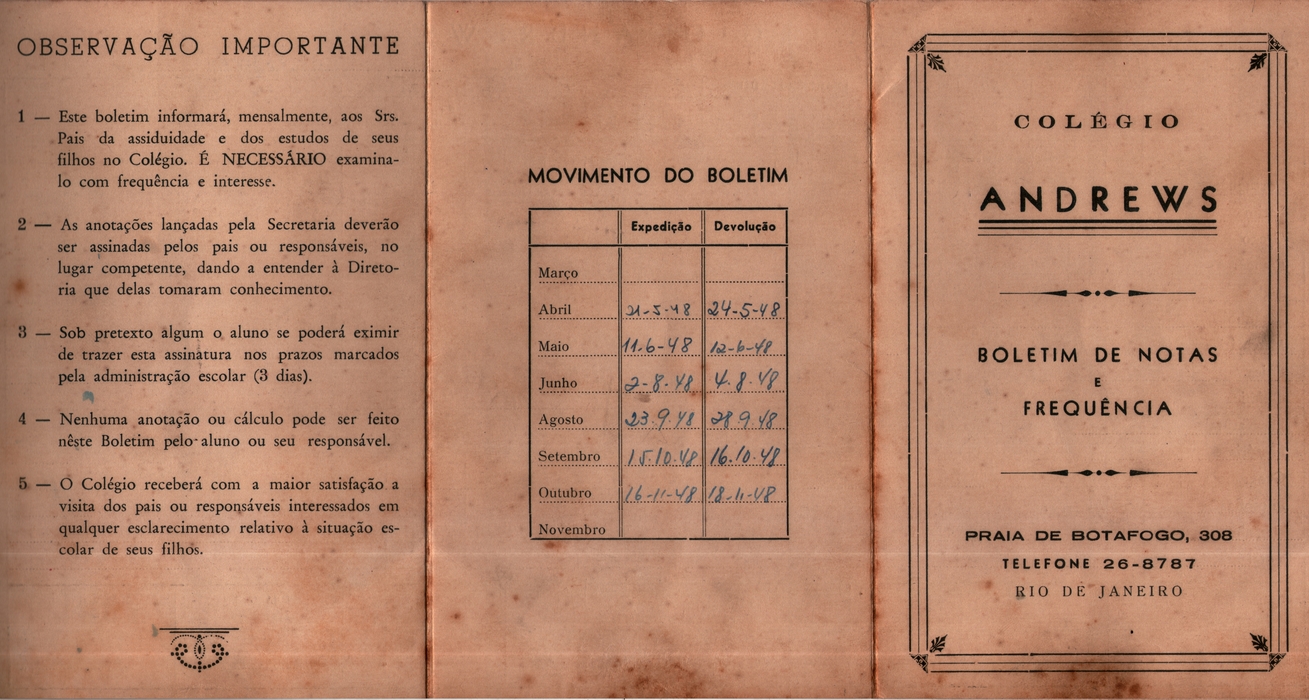 OBSERVAÇÃO IMPORTANTE
1 — Este boletim informará, mensalmente, aos Srs.
Pais da assiduidade e dos estudos de seus
filhos no Colégio. É NECESSÁRIO examina-
lo com frequência e interesse.
2 — As anotações lançadas pela Secretaria deverão
ser assinadas pelos pais ou responsáveis, no
lugar competente, dando a entender à Direto-
ria que delas tomaram conhecimento.
3 — Sob pretexto algum o aluno se poderá eximir
de trazer esta assinatura nos prazos marcados
pela administração escolar (3 dias).
4 — Nenhuma anotação ou cálculo pode ser feito
nêste Boletim pelo aluno ou seu responsável.
5 — O Colégio receberá com a maior satisfação a
visita dos pais ou responsáveis interessados em
qualquer esclarecimento relativo à situação es-
colar de seus filhos.
MOVIMENTO DO BOLETIM
Expedição Devolução
Março
Abril 21-5-48 24-5-48
Maio 11-6-48 12-6-48
Junho 2-8-48 4.8.48
Agosto 23.9.48 28 9.48
Setembro 15.10.48 16.10.48
Outubro 16-11-48 18-11-48
Novembro
COLÉGIO
ANDREWS
BOLETIM DE NOTAS
E
FREQUÊNCIA
PRAIA DE BOTAFOGO, 308
TELEFONE 26-8787
RIO DE JANEIRO